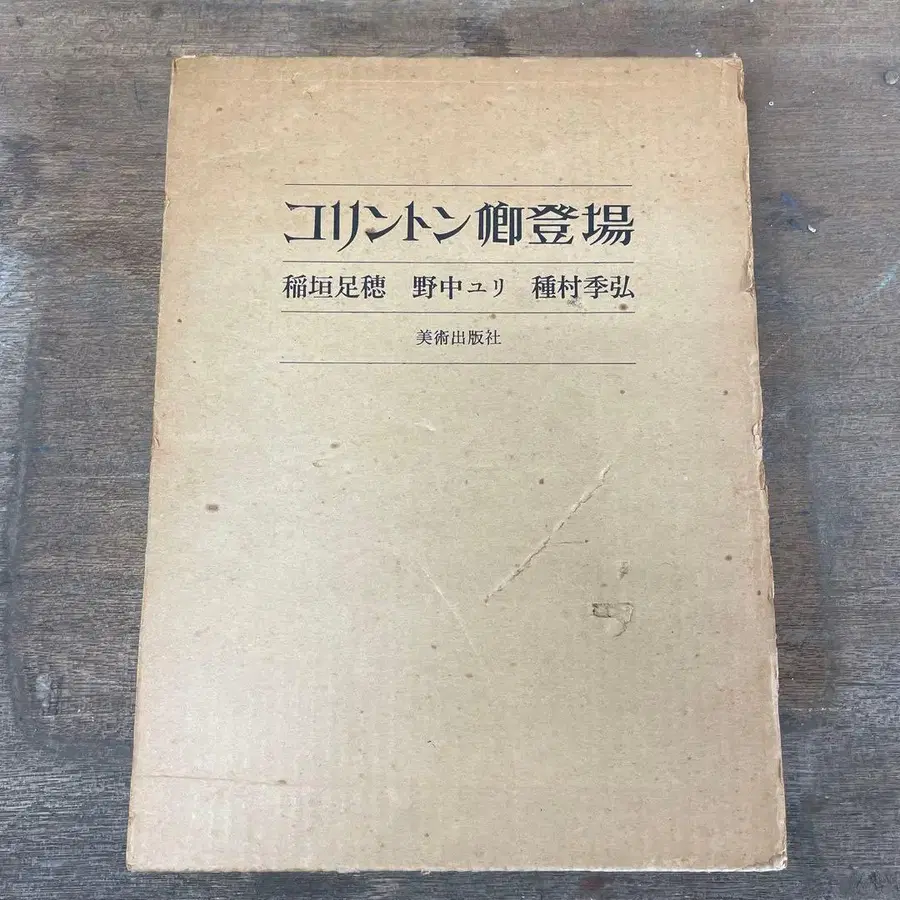 コリントン卿登場
稲垣足穂 野中ユリ 種村季弘
美術出版社